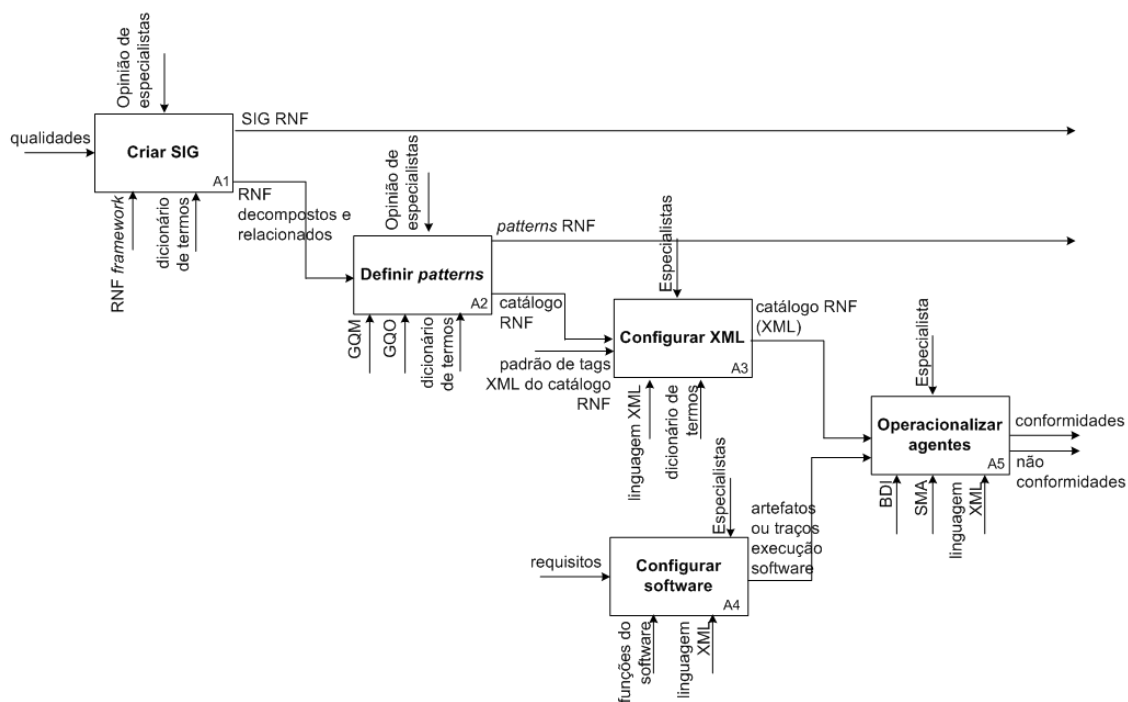 Opinião de
especialistas
qualidades
Criar SIG
A1
SIG RNF
RNF framework
dicionário
de termos
RNF
decompostos e
relacionados
Opinião de
especialistas
Definir patterns
A2
patterns RNF
GQM
GQO
dicionário
de termos
catálogo
RNF
Especialistas
padrão de tags
XML do catálogo
RNF
Configurar XML
A3
catálogo RNF
(XML)
linguagem XML
dicionário de
termos
Especialista
Operacionalizar
agentes
A5
conformidades
não
conformidades
BDI
SMA
linguagem
XML
Especialistas
requisitos
Configurar
software
A4
artefatos
ou traços
execução
software
funções do
software
linguagem
XML